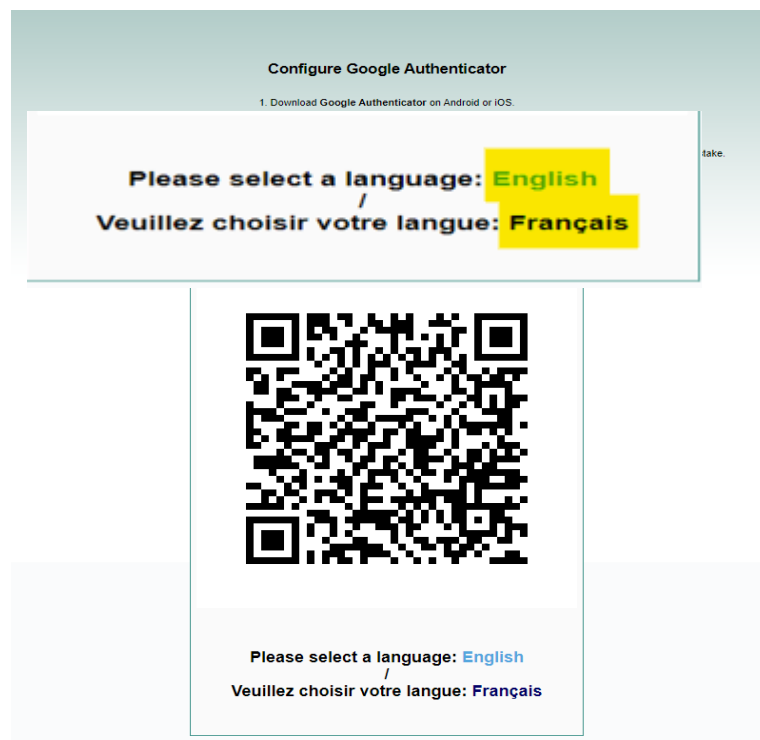 Configure Google Authenticator
1. Download Google Authenticator on Android or iOS.
Please select a language: English
/
Veuillez choisir votre langue: Français
Please select a language: English
/
Veuillez choisir votre langue: Français